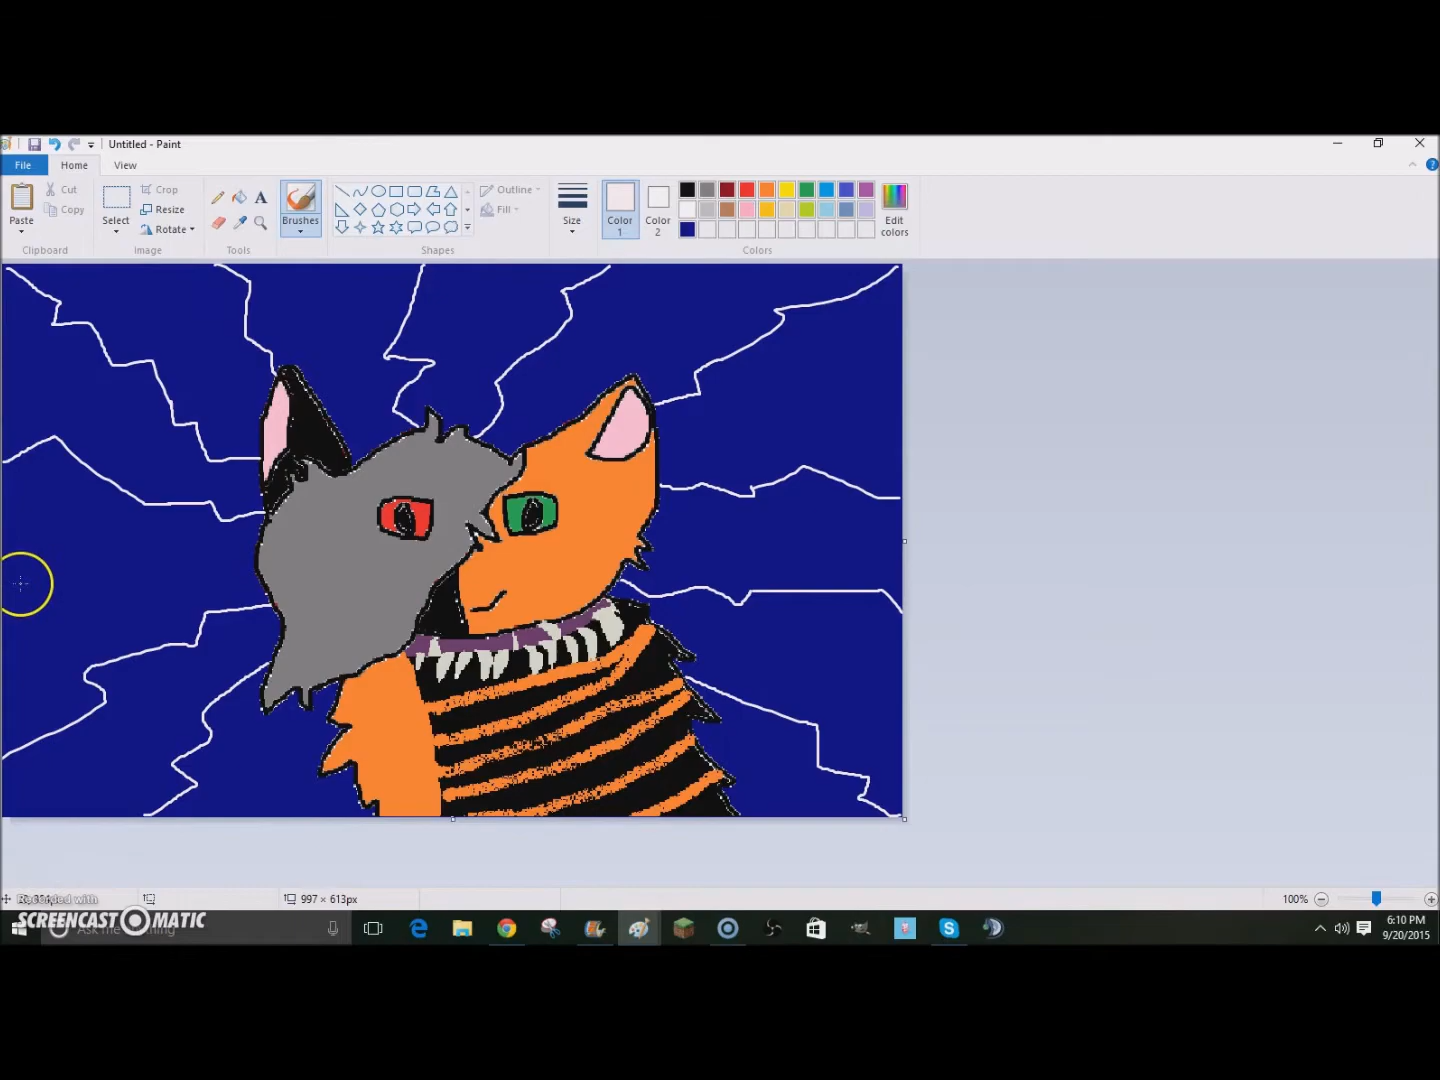 Untitled - Paint
File Home View
Cut
Copy
Paste
Clipboard
Select
Crop
Resize
Rotate
Image
A
Tools
Brushes
Outline
Fill
Shapes
Size
Color 1
Color 2
Edit colors
Colors
997 × 613px
100%
Recorded with
SCREENCAST MATIC
6:10 PM
9/20/2015